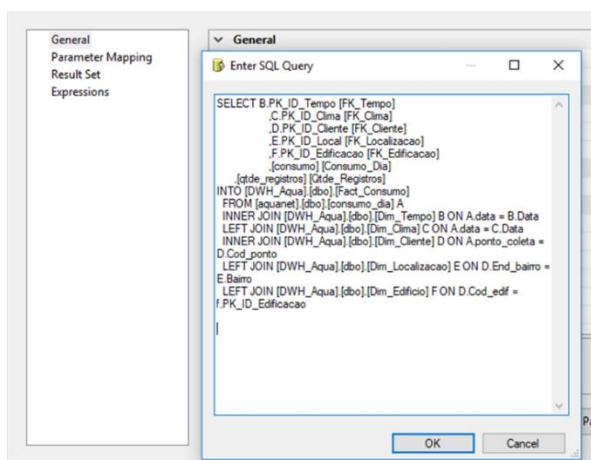 General
Parameter Mapping
Result Set
Expressions
General
Enter SQL Query
SELECT B.PK_ID_Tempo [FK_Tempo]
,C.PK_ID_Clima [FK_Clima]
,D.PK_ID_Cliente [FK_Cliente]
,E.PK_ID_Local [FK_Localizacao]
,F.PK_ID_Edificacao [FK_Edificacao]
,[consumo] [Consumo_Dia]
,[qtde_registros] [Qtde_Registros]
INTO [DWH_Aqua].[dbo].[Fact_Consumo]
FROM [aquanet].[dbo].[consumo_dia] A
INNER JOIN [DWH_Aqua].[dbo].[Dim_Tempo] B ON A.data = B.Data
LEFT JOIN [DWH_Aqua].[dbo].[Dim_Clima] C ON A.data = C.Data
INNER JOIN [DWH_Aqua].[dbo].[Dim_Cliente] D ON A.ponto_coleta =
D.Cod_ponto
LEFT JOIN [DWH_Aqua].[dbo].[Dim_Localizacao] E ON D.End_bairro =
E.Bairro
LEFT JOIN [DWH_Aqua].[dbo].[Dim_Edificio] F ON D.Cod_edif =
f.PK_ID_Edificacao
OK
Cancel